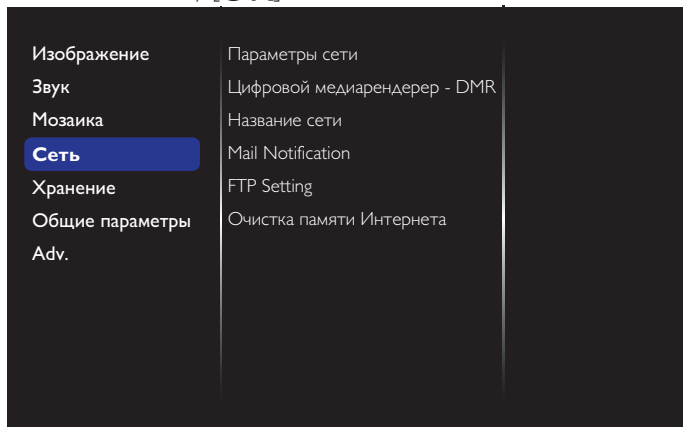 Изображение
Звук
Мозаика
Сеть
Хранение
Общие параметры
Adv.
Параметры сети
Цифровой медиарендерер - DMR
Название сети
Mail Notification
FTP Setting
Очистка памяти Интернета